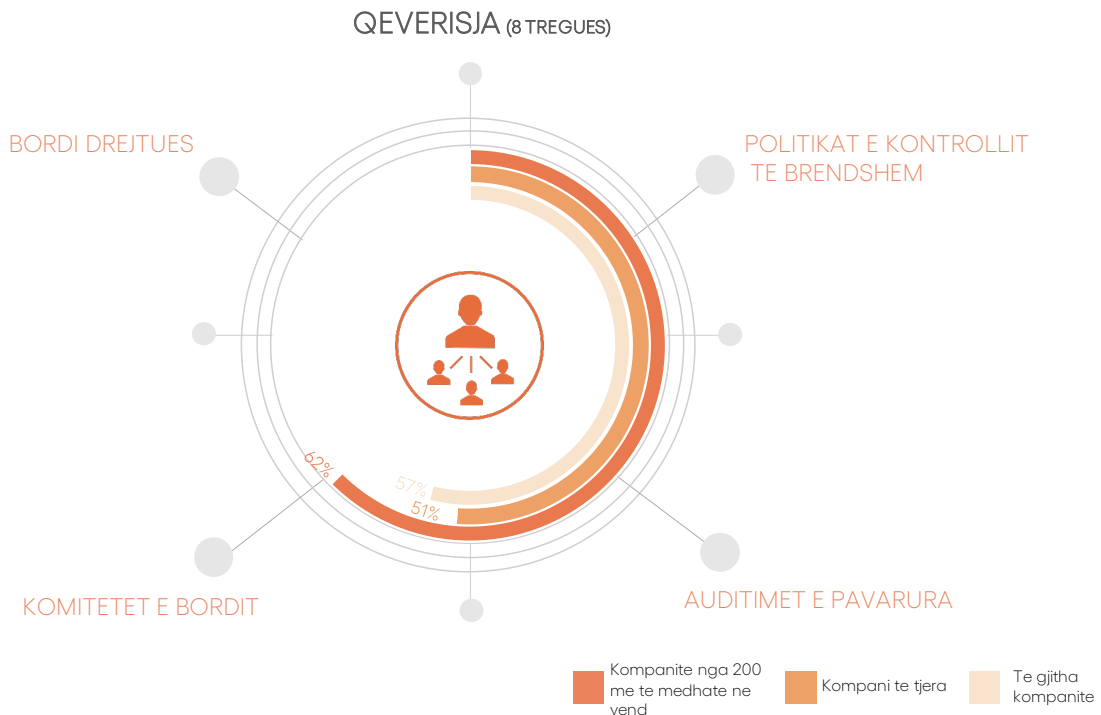 QEVERISJA (8 TREGUES)
BORDI DREJTUES
POLITIKAT E KONTROLLIT
TE BRENDSHEM
62%
57%
51%
KOMITETET E BORDIT
AUDITIMET E PAVARURA
Kompanite nga 200
me te medhate ne
vend
Kompani te tjera
Te gjitha
kompanite